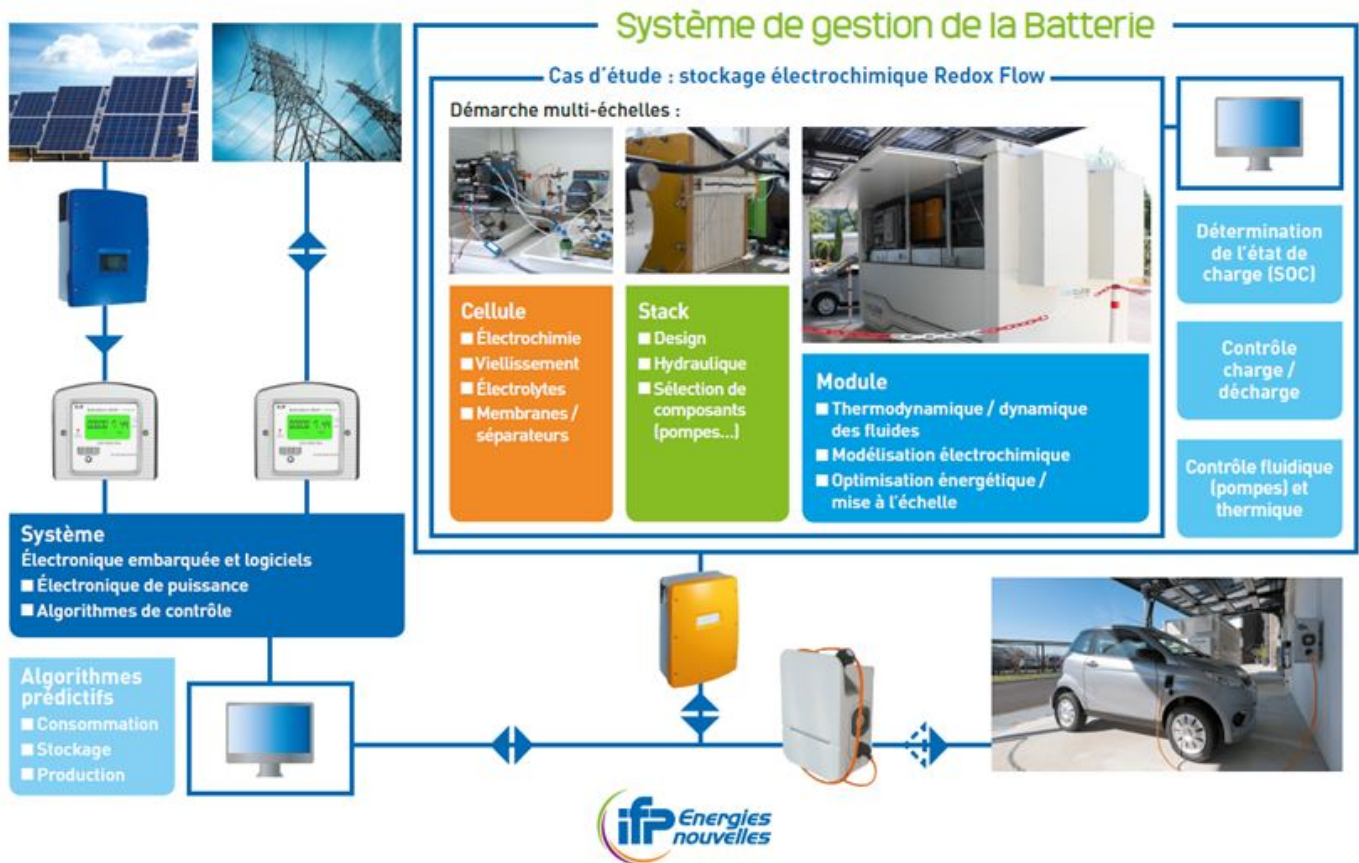 Système de gestion de la Batterie
Cas d'étude : stockage électrochimique Redox Flow
Démarche multi-échelles :
Cellule
Électrochimie
Viellissement
Électrolytes
Membranes /
séparateurs
Stack
Design
Hydraulique
Sélection de
composants
(pompes...)
Module
Thermodynamique / dynamique
des fluides
Modélisation électrochimique
Optimisation énergétique /
mise à l'échelle
Détermination
de l'état de
charge (SOC)
Contrôle
charge /
décharge
Contrôle fluidique
(pompes) et
thermique
Système
Électronique embarquée et logiciels
Électronique de puissance
Algorithmes de contrôle
Algorithmes
prédictifs
Consommation
Stockage
Production
ifp Energies
nouvelles